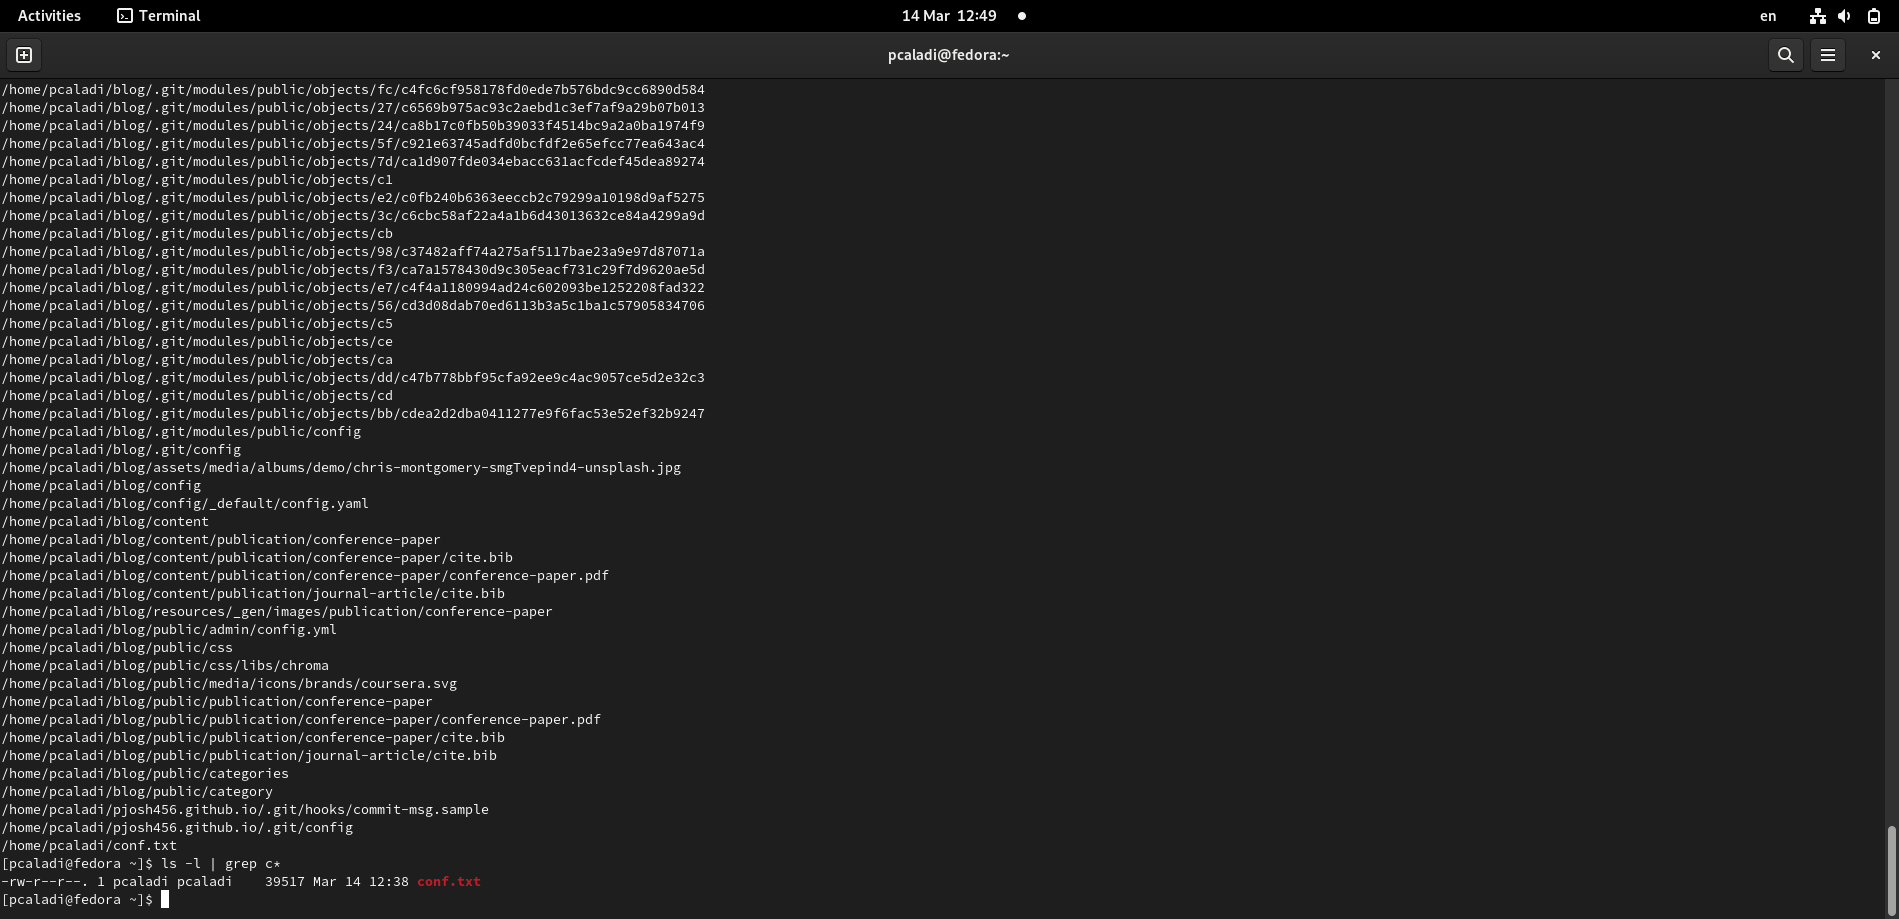 Activities Terminal 14 Mar 12:49 en
pcaladi@fedora:~
/home/pcaladi/blog/.git/modules/public/objects/fc/c4fc6cf958178fd0ede7b576bdc9cc6890d584
/home/pcaladi/blog/.git/modules/public/objects/27/c6569b975ac93c2aebd1c3ef7af9a29b07b013
/home/pcaladi/blog/.git/modules/public/objects/24/ca8b17c0fb50b39033f4514bc9a2a0ba1974f9
/home/pcaladi/blog/.git/modules/public/objects/5f/c921e63745adfd0bcfdf2e65efcc77ea643ac4
/home/pcaladi/blog/.git/modules/public/objects/7d/ca1d907fde034ebacc631acfcdef45dea89274
/home/pcaladi/blog/.git/modules/public/objects/c1
/home/pcaladi/blog/.git/modules/public/objects/e2/c0fb240b6363eeccb2c79299a10198d9af5275
/home/pcaladi/blog/.git/modules/public/objects/3c/c6cbc58af22a4a1b6d43013632ce84a4299a9d
/home/pcaladi/blog/.git/modules/public/objects/cb
/home/pcaladi/blog/.git/modules/public/objects/98/c37482aff74a275af5117bae23a9e97d87071a
/home/pcaladi/blog/.git/modules/public/objects/f3/ca7a1578430d9c305eacf731c29f7d9620ae5d
/home/pcaladi/blog/.git/modules/public/objects/e7/c4f4a1180994ad24c602093be1252208fad322
/home/pcaladi/blog/.git/modules/public/objects/56/cd3d08dab70ed6113b3a5c1ba1c57905834706
/home/pcaladi/blog/.git/modules/public/objects/c5
/home/pcaladi/blog/.git/modules/public/objects/ce
/home/pcaladi/blog/.git/modules/public/objects/ca
/home/pcaladi/blog/.git/modules/public/objects/dd/c47b778bbf95cfa92ee9c4ac9057ce5d2e32c3
/home/pcaladi/blog/.git/modules/public/objects/cd
/home/pcaladi/blog/.git/modules/public/objects/bb/cdea2d2dba0411277e9f6fac53e52ef32b9247
/home/pcaladi/blog/.git/modules/public/config
/home/pcaladi/blog/.git/config
/home/pcaladi/blog/assets/media/albums/demo/chris-montgomery-smgTvepind4-unsplash.jpg
/home/pcaladi/blog/config
/home/pcaladi/blog/config/_default/config.yaml
/home/pcaladi/blog/content
/home/pcaladi/blog/content/publication/conference-paper
/home/pcaladi/blog/content/publication/conference-paper/cite.bib
/home/pcaladi/blog/content/publication/conference-paper/conference-paper.pdf
/home/pcaladi/blog/content/publication/journal-article/cite.bib
/home/pcaladi/blog/resources/_gen/images/publication/conference-paper
/home/pcaladi/blog/public/admin/config.yml
/home/pcaladi/blog/public/css
/home/pcaladi/blog/public/css/libs/chroma
/home/pcaladi/blog/public/media/icons/brands/coursera.svg
/home/pcaladi/blog/public/publication/conference-paper
/home/pcaladi/blog/public/publication/conference-paper/conference-paper.pdf
/home/pcaladi/blog/public/publication/conference-paper/cite.bib
/home/pcaladi/blog/public/publication/journal-article/cite.bib
/home/pcaladi/blog/public/categories
/home/pcaladi/blog/public/category
/home/pcaladi/pjosh456.github.io/.git/hooks/commit-msg.sample
/home/pcaladi/pjosh456.github.io/.git/config
/home/pcaladi/conf.txt
[pcaladi@fedora ~]$ ls -l | grep c*
-rw-r--r--. 1 pcaladi pcaladi    39517 Mar 14 12:38 conf.txt
[pcaladi@fedora ~]$